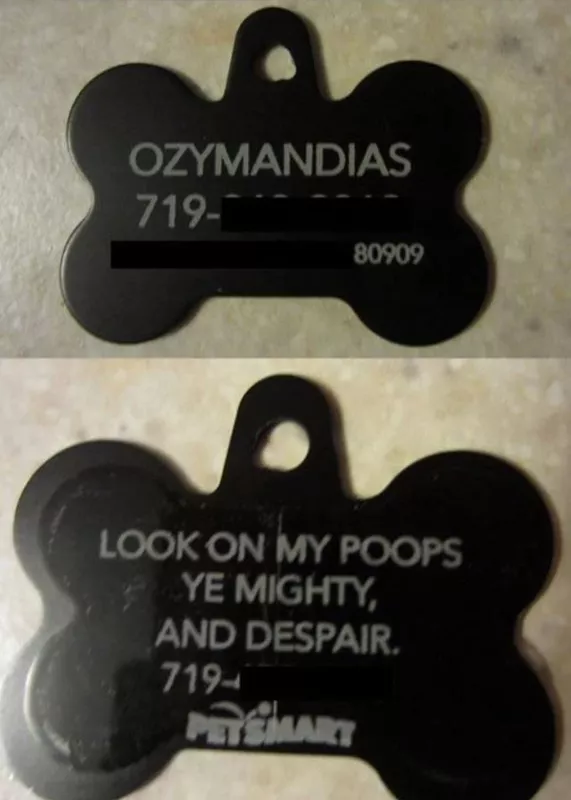 OZYMANDIAS
719-
80909
LOOK ON MY POOPS
YE MIGHTY,
AND DESPAIR.
719-
PETSMART